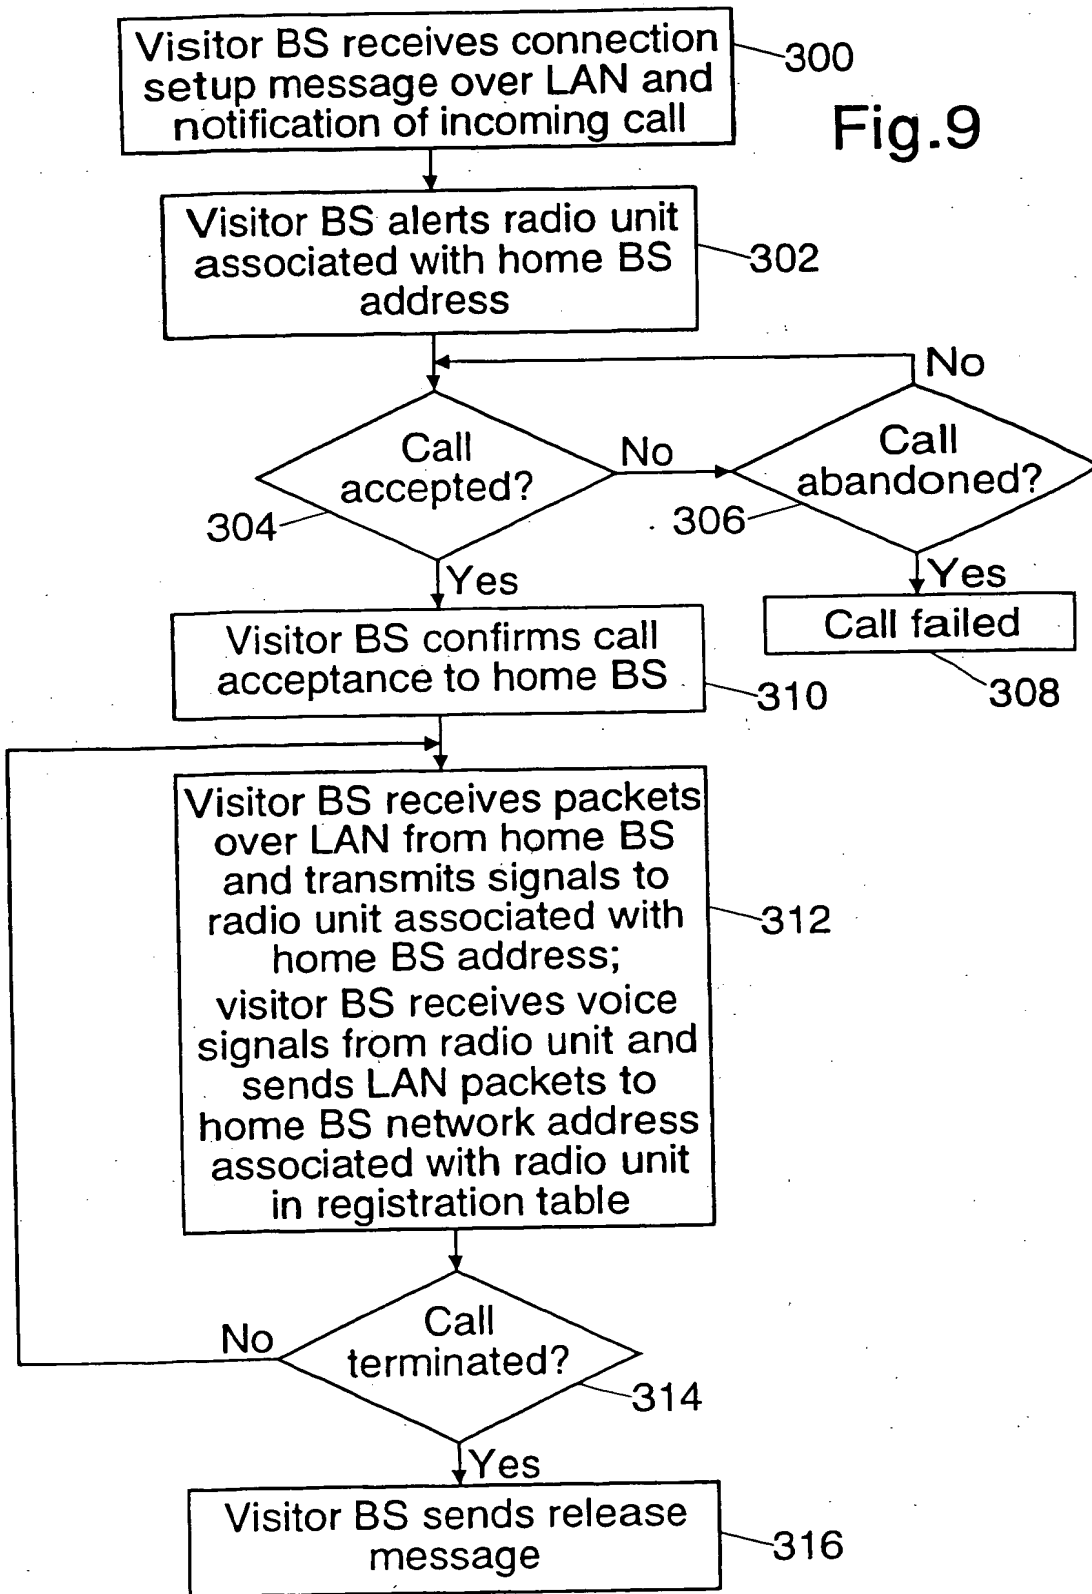 Visitor BS receives connection
setup message over LAN and
notification of incoming call
300
Fig.9
Visitor BS alerts radio unit
associated with home BS
address
302
No
Call
accepted?
304
No
Call
abandoned?
306
Yes
Yes
Call failed
308
Visitor BS confirms call
acceptance to home BS
310
Visitor BS receives packets
over LAN from home BS
and transmits signals to
radio unit associated with
home BS address;
visitor BS receives voice
signals from radio unit and
sends LAN packets to
home BS network address
associated with radio unit
in registration table
312
No
Call
terminated?
314
Yes
Visitor BS sends release
message
316